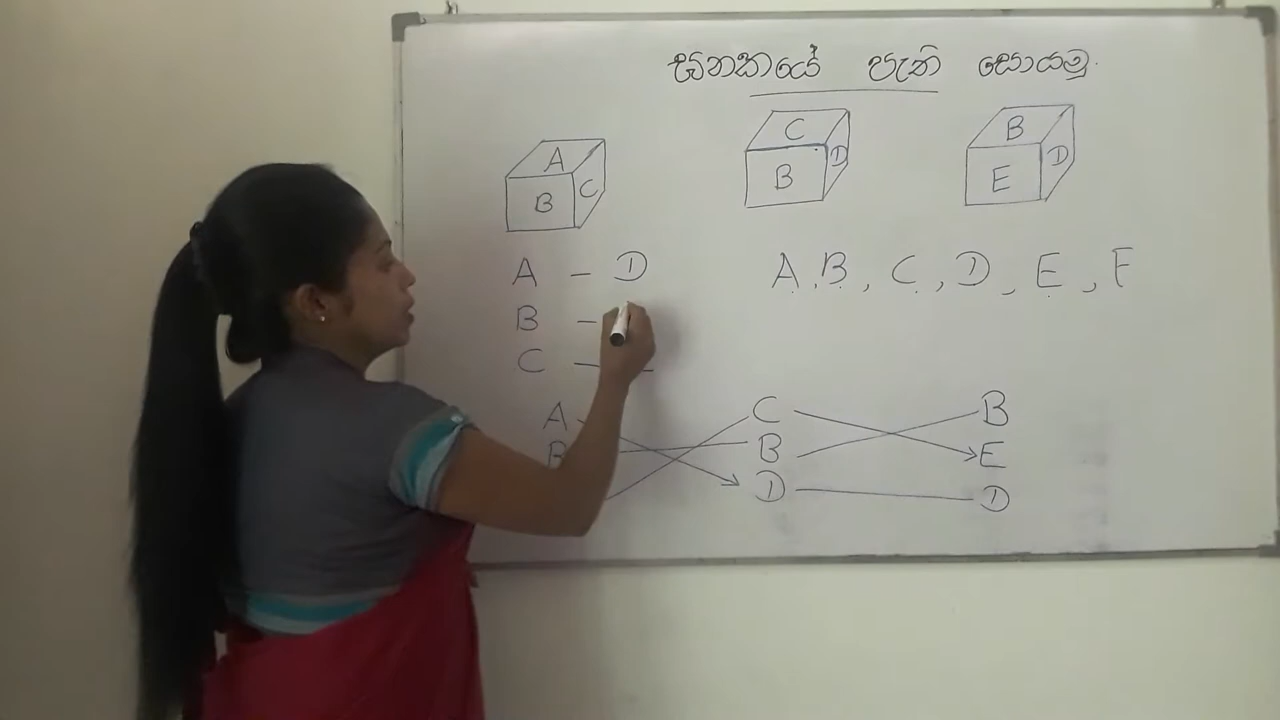 ඝනකයේ පැති සොයමු.
A B C
C B D
B E D
A – D
B –
C –
A , B , C , D , E , F
A C B
B B E
D D